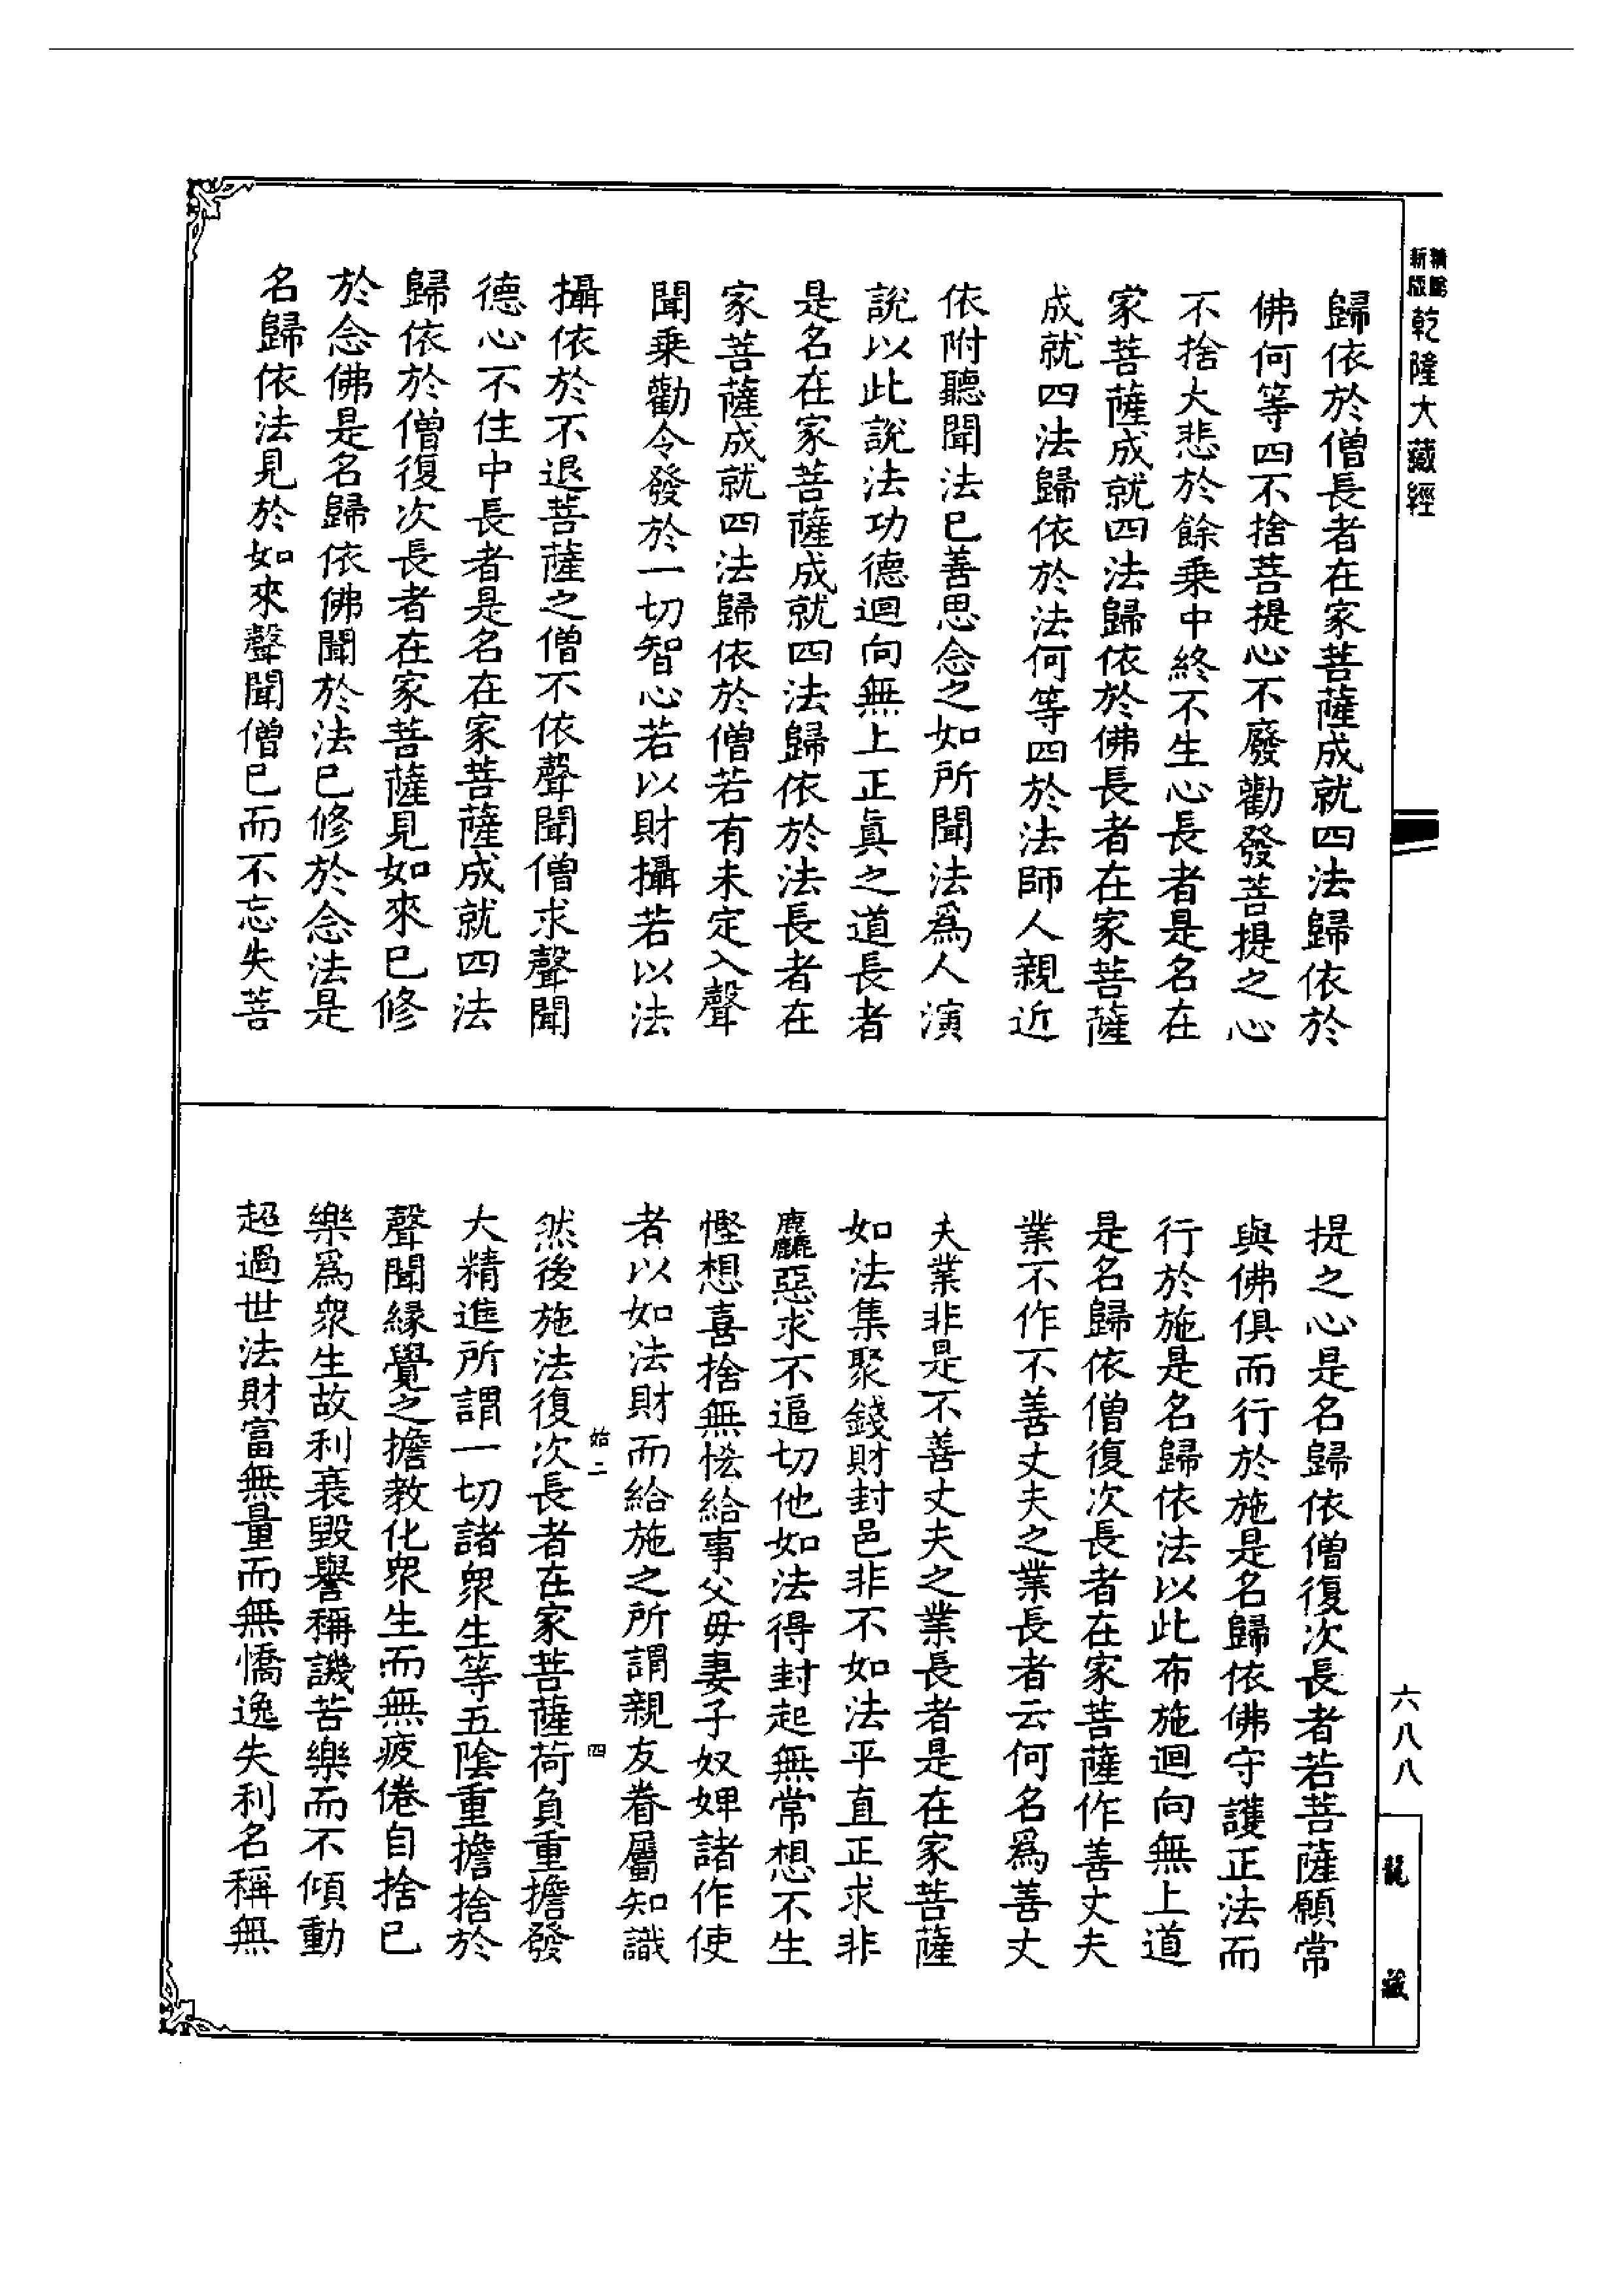 新版
乾隆大藏經
歸依於僧長者在家菩薩成就四法歸依於
佛何等四不捨菩提心不廢勸發菩提之心
不捨大悲於餘乘中終不生心長者是名在
家菩薩成就四法歸依於佛長者在家菩薩
成就四法歸依於法何等四於法師人親近
依附聽聞法已善思念之如所聞法爲人演
說以此說法功德迴向無上正眞之道長者
是名在家菩薩成就四法歸依於法長者在
家菩薩成就四法歸依於僧若有未定入聲
聞乘勸令發於一切智心若以財攝若以法
攝依於不退菩薩之僧不依聲聞僧求聲聞
德心不住中長者是名在家菩薩成就四法
歸依於僧復次長者在家菩薩見如來已修
於念佛是名歸依佛聞於法已修於念法是
名歸依法見於如來聲聞僧已而不忘失菩
提之心是名歸依僧復次長者若菩薩願常
與佛俱而行於施是名歸依佛守護正法而
行於施是名歸依法以此布施迴向無上道
是名歸依僧復次長者在家菩薩作善丈夫
業不作不善丈夫之業長者云何名爲善丈
夫業非是不善丈夫之業長者是在家菩薩
如法集聚錢財封邑非不如法平直正求非
麤惡求不逼切他如法得封起無常想不生
慳想喜捨無悋給事父母妻子奴婢諸作使
者以如法財而給施之所謂親友眷屬知識
然後施法復次長者在家菩薩荷負重擔發
大精進所謂一切諸衆生等五陰重擔捨於
聲聞緣覺之擔教化衆生而無疲倦自捨已
樂爲衆生故利衰毀譽稱譏苦樂而不傾動
超過世法財富無量而無憍逸失利名稱無
始二
四
六八八
龍藏